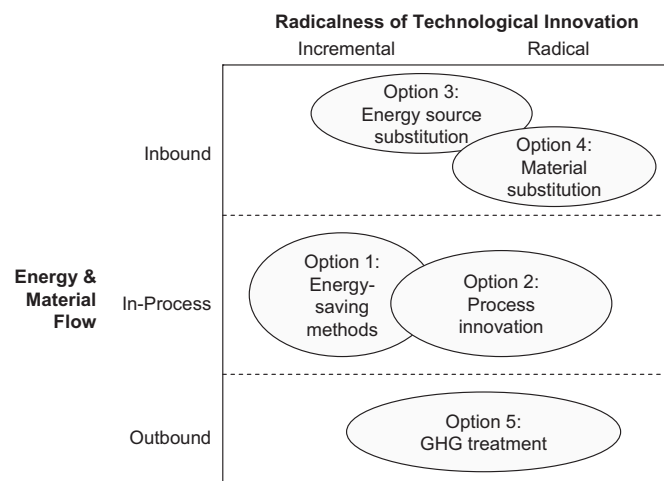 Radicalness of Technological Innovation
Incremental Radical
Option 3:
Energy source
substitution
Option 4:
Material
substitution
Inbound
Option 1:
Energy-
saving
methods
Option 2:
Process
innovation
Energy &
Material
Flow
In-Process
Option 5:
GHG treatment
Outbound